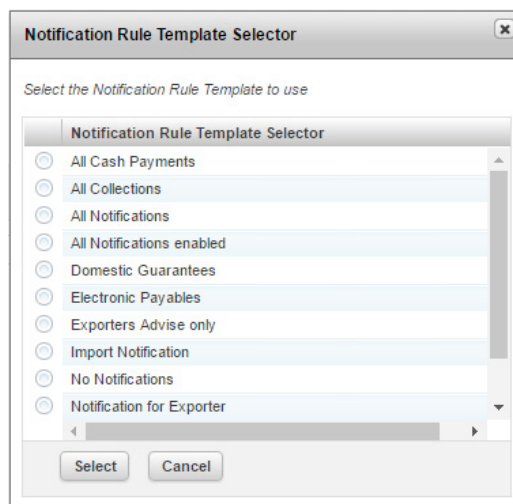 Notification Rule Template Selector
Select the Notification Rule Template to use
Notification Rule Template Selector
All Cash Payments
All Collections
All Notifications
All Notifications enabled
Domestic Guarantees
Electronic Payables
Exporters Advise only
Import Notification
No Notifications
Notification for Exporter
Select Cancel